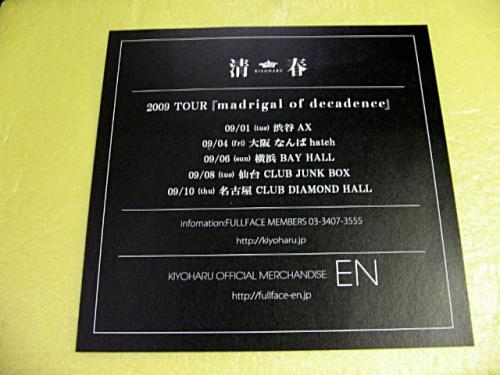 清春
KIYOHARU
2009 TOUR『madrigal of decadence』
09/01 (tue) 渋谷 AX
09/04 (fri) 大阪 なんば hatch
09/06 (sun) 横浜 BAY HALL
09/08 (tue) 仙台 CLUB JUNK BOX
09/10 (thu) 名古屋 CLUB DIAMOND HALL
infomation:FULLFACE MEMBERS 03-3407-3555
http://kiyoharu.jp
KIYOHARU OFFICIAL MERCHANDISE EN
http://fullface-en.jp